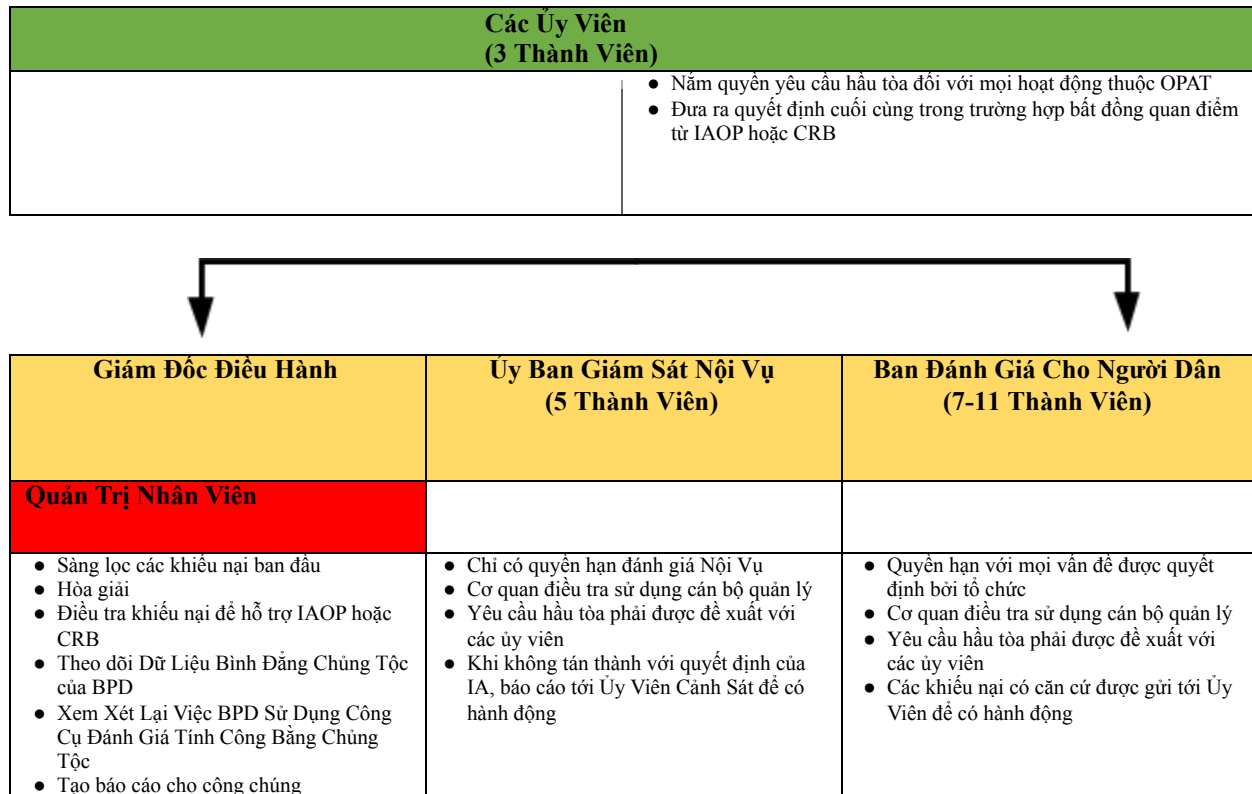 Các Ủy Viên
(3 Thành Viên)
● Nắm quyền yêu cầu hầu tòa đối với mọi hoạt động thuộc OPAT
● Đưa ra quyết định cuối cùng trong trường hợp bất đồng quan điểm
từ IAOP hoặc CRB
Giám Đốc Điều Hành
Ủy Ban Giám Sát Nội Vụ
(5 Thành Viên)
Ban Đánh Giá Cho Người Dân
(7-11 Thành Viên)
Quản Trị Nhân Viên
● Sàng lọc các khiếu nại ban đầu
● Hòa giải
● Điều tra khiếu nại để hỗ trợ IAOP hoặc
CRB
● Theo dõi Dữ Liệu Bình Đẳng Chủng Tộc
của BPD
● Xem Xét Lại Việc BPD Sử Dụng Công
Cụ Đánh Giá Tính Công Bằng Chủng
Tộc
● Tạo báo cáo cho công chúng
● Chỉ có quyền hạn đánh giá Nội Vụ
● Cơ quan điều tra sử dụng cán bộ quản lý
● Yêu cầu hầu tòa phải được đề xuất với
các ủy viên
● Khi không tán thành với quyết định của
IA, báo cáo tới Ủy Viên Cảnh Sát để có
hành động
● Quyền hạn với mọi vấn đề được quyết
định bởi tổ chức
● Cơ quan điều tra sử dụng cán bộ quản lý
● Yêu cầu hầu tòa phải được đề xuất với
các ủy viên
● Các khiếu nại có căn cứ được gửi tới Ủy
Viên để có hành động